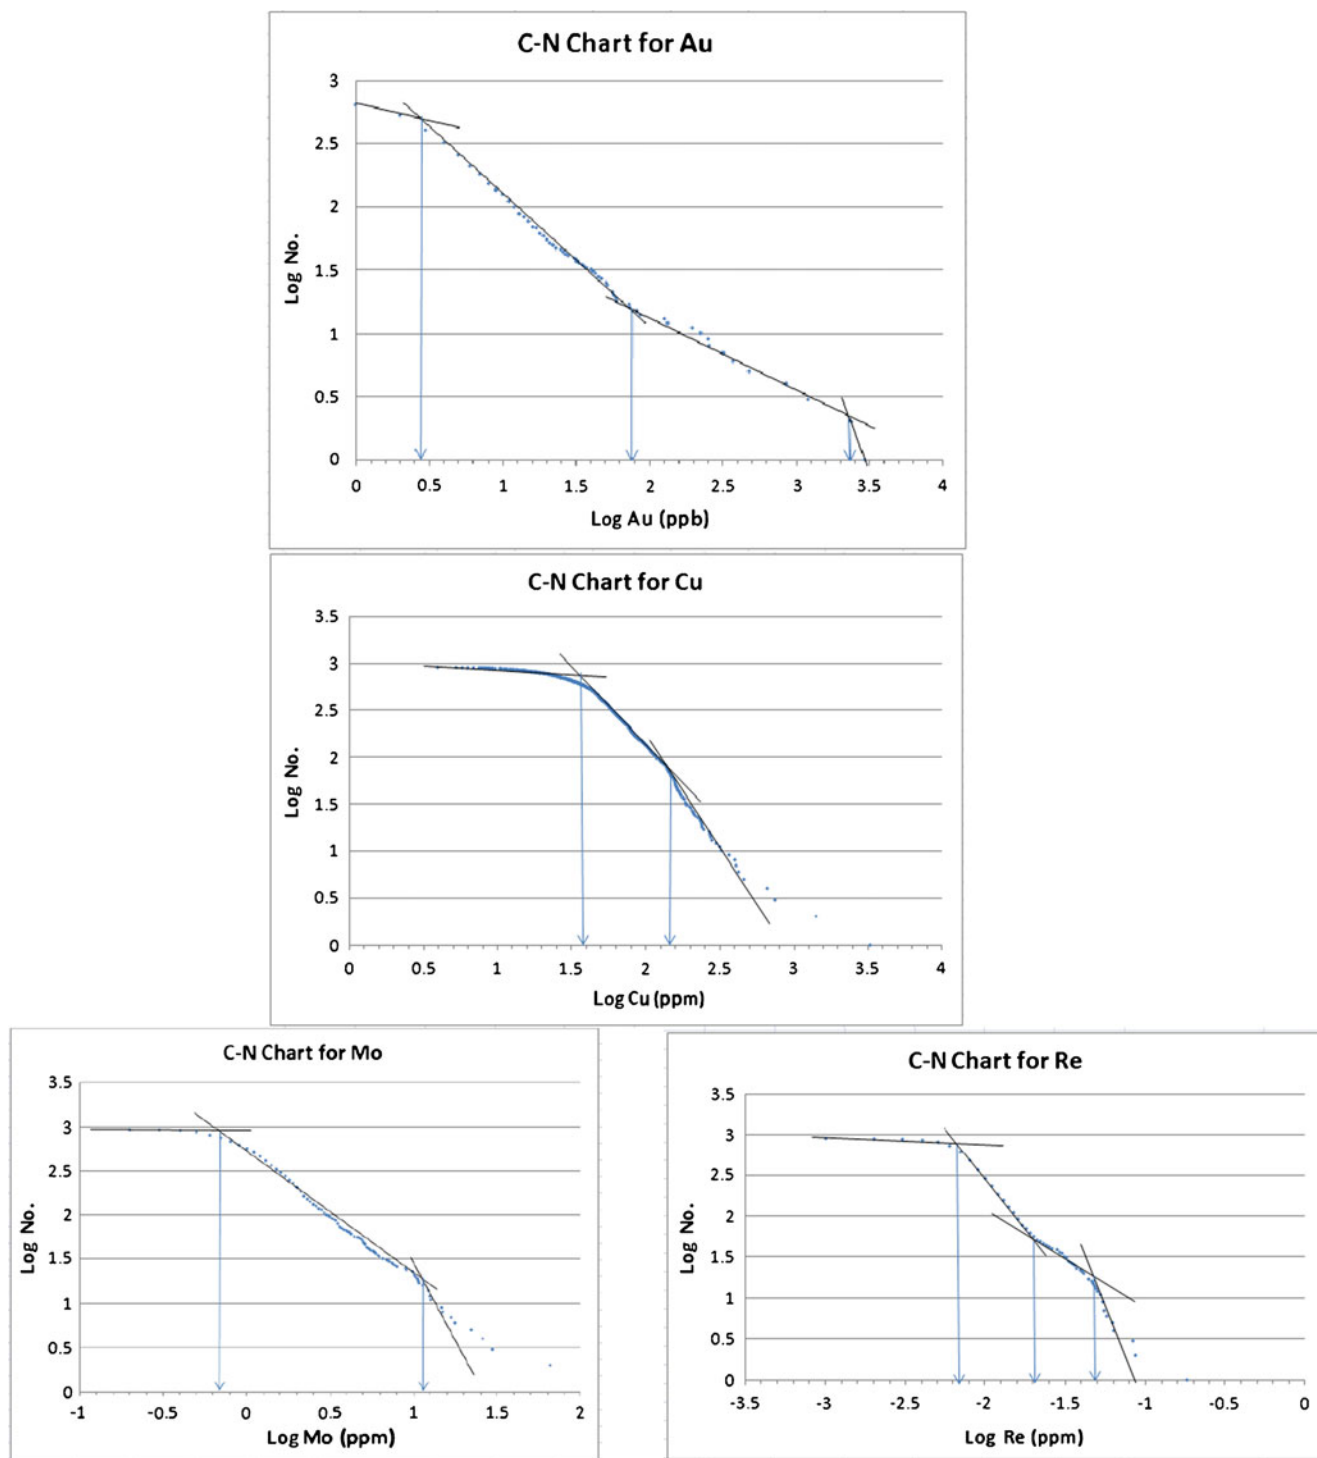 C-N Chart for Au
3
2.5
2
1.5
1
0.5
0
Log No.
0 0.5 1 1.5 2 2.5 3 3.5 4
Log Au (ppb)
C-N Chart for Cu
3.5
3
2.5
2
1.5
1
0.5
0
Log No.
0 0.5 1 1.5 2 2.5 3 3.5 4
Log Cu (ppm)
C-N Chart for Mo
3.5
3
2.5
2
1.5
1
0.5
0
Log No.
-1 -0.5 0 0.5 1 1.5 2
Log Mo (ppm)
C-N Chart for Re
3.5
3
2.5
2
1.5
1
0.5
0
Log No.
-3.5 -3 -2.5 -2 -1.5 -1 -0.5 0
Log Re (ppm)